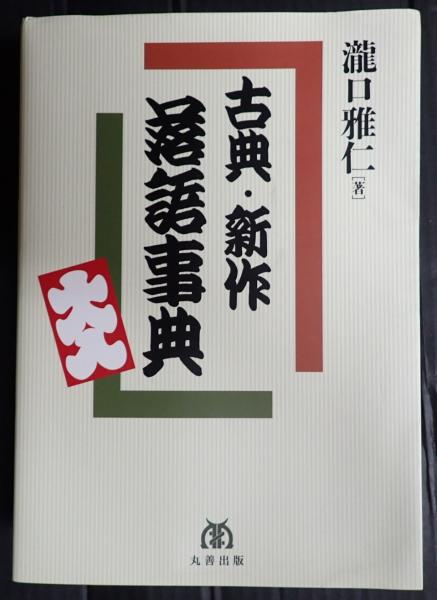 瀧口雅仁[著]
古典・新作
落語事典
大入
丸善出版